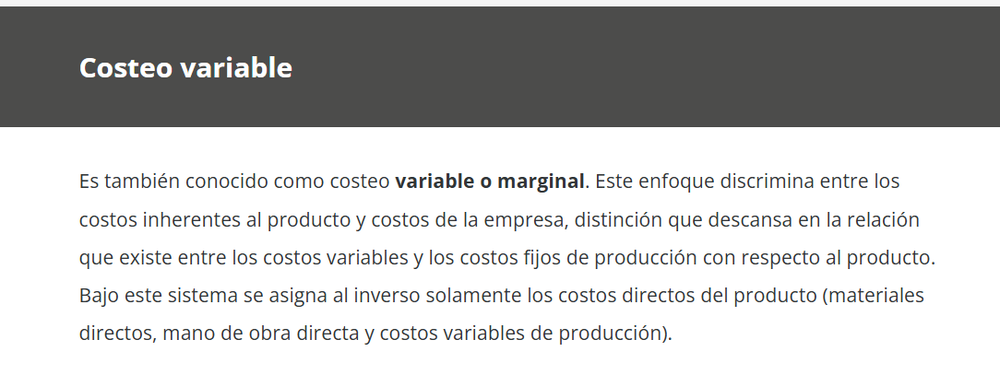 Costeo variable
Es también conocido como costeo variable o marginal. Este enfoque discrimina entre los
costos inherentes al producto y costos de la empresa, distinción que descansa en la relación
que existe entre los costos variables y los costos fijos de producción con respecto al producto.
Bajo este sistema se asigna al inverso solamente los costos directos del producto (materiales
directos, mano de obra directa y costos variables de producción).